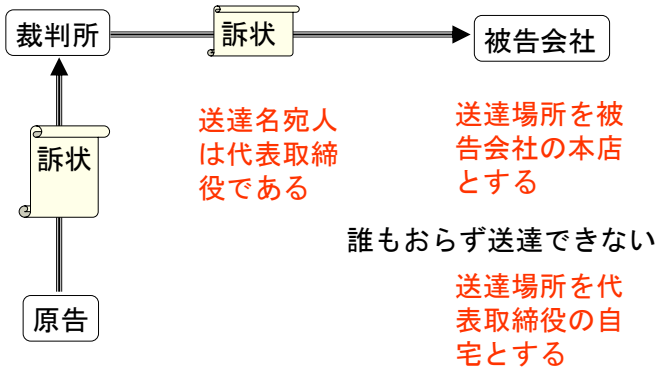 裁判所
訴状
被告会社
送達名宛人
は代表取締
役である
送達場所を被
告会社の本店
とする
訴状
誰もおらず送達できない
送達場所を代
表取締役の自
宅とする
原告